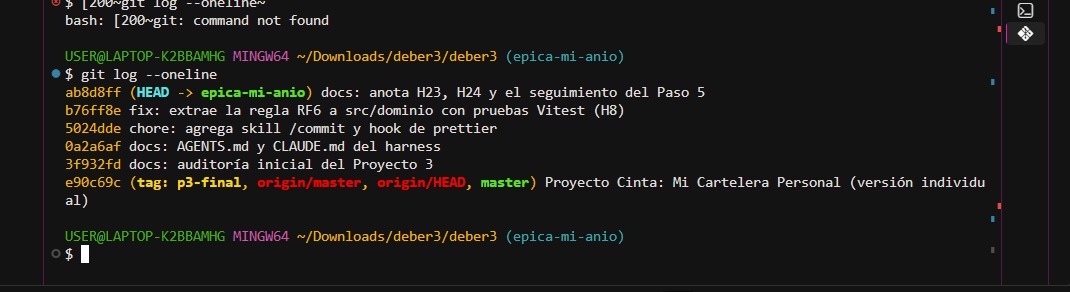 $ [200~git log --oneline~
bash: [200~git: command not found
USER@LAPTOP-K2BBAMHG MINGW64 ~/Downloads/deber3/deber3 (epica-mi-anio)
$ git log --oneline
ab8d8ff (HEAD -> epica-mi-anio) docs: anota H23, H24 y el seguimiento del Paso 5
b76ff8e fix: extrae la regla RF6 a src/dominio con pruebas Vitest (H8)
5024dde chore: agrega skill /commit y hook de prettier
0a2a6af docs: AGENTS.md y CLAUDE.md del harness
3f932fd docs: auditoría inicial del Proyecto 3
e90c69c (tag: p3-final, origin/master, origin/HEAD, master) Proyecto Cinta: Mi Cartelera Personal (versión individu
al)
USER@LAPTOP-K2BBAMHG MINGW64 ~/Downloads/deber3/deber3 (epica-mi-anio)
$